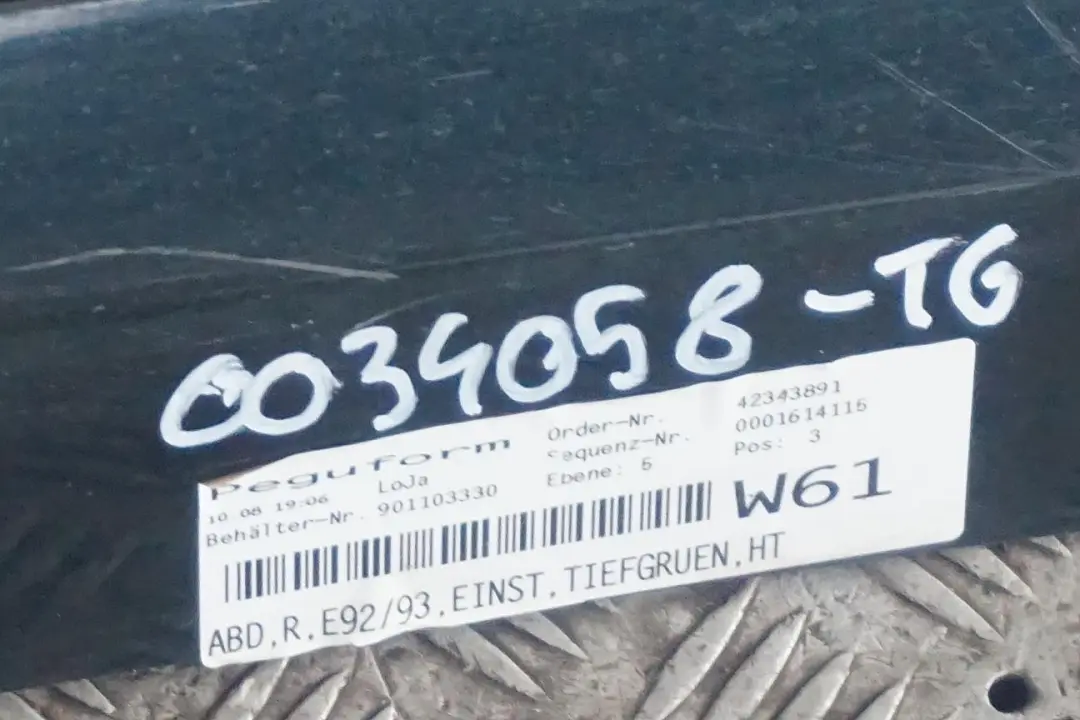 0034058-TG
Peguform
10 08 19:06 LoJa
Behälter-Nr. 901103330
Order-Nr. 42343891
Sequenz-Nr. 0001614115
Ebene: 5 Pos: 3
W61
ABD,R,E92/93,EINST,TIEFGRUEN,HT